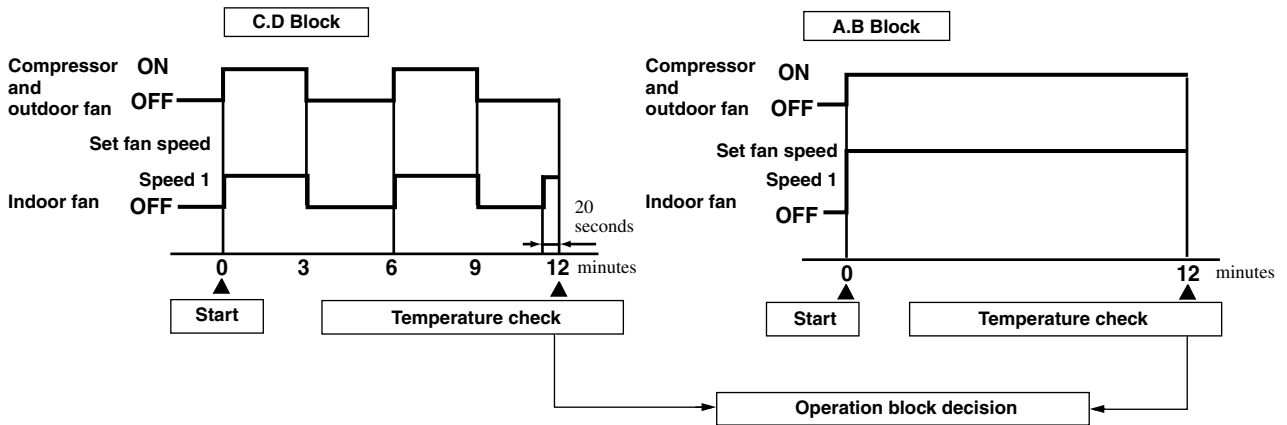 C.D Block
Compressor
and
outdoor fan
ON
OFF
Set fan speed
Speed 1
Indoor fan
OFF
20
seconds
0
3
6
9
12
minutes
Start
Temperature check
A.B Block
Compressor
and
outdoor fan
ON
OFF
Set fan speed
Speed 1
Indoor fan
OFF
0
12
minutes
Start
Temperature check
Operation block decision